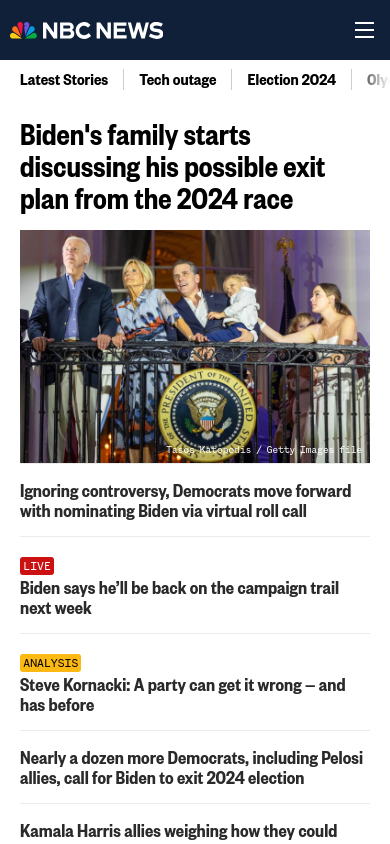 NBC NEWS
Latest Stories
Tech outage
Election 2024
Biden's family starts
discussing his possible exit
plan from the 2024 race
PRESIDENT OF THE UNITED STATES
Tasos Katopodis / Getty Images file
Ignoring controversy, Democrats move forward
with nominating Biden via virtual roll call
LIVE
Biden says he’ll be back on the campaign trail
next week
ANALYSIS
Steve Kornacki: A party can get it wrong — and
has before
Nearly a dozen more Democrats, including Pelosi
allies, call for Biden to exit 2024 election
Kamala Harris allies weighing how they could